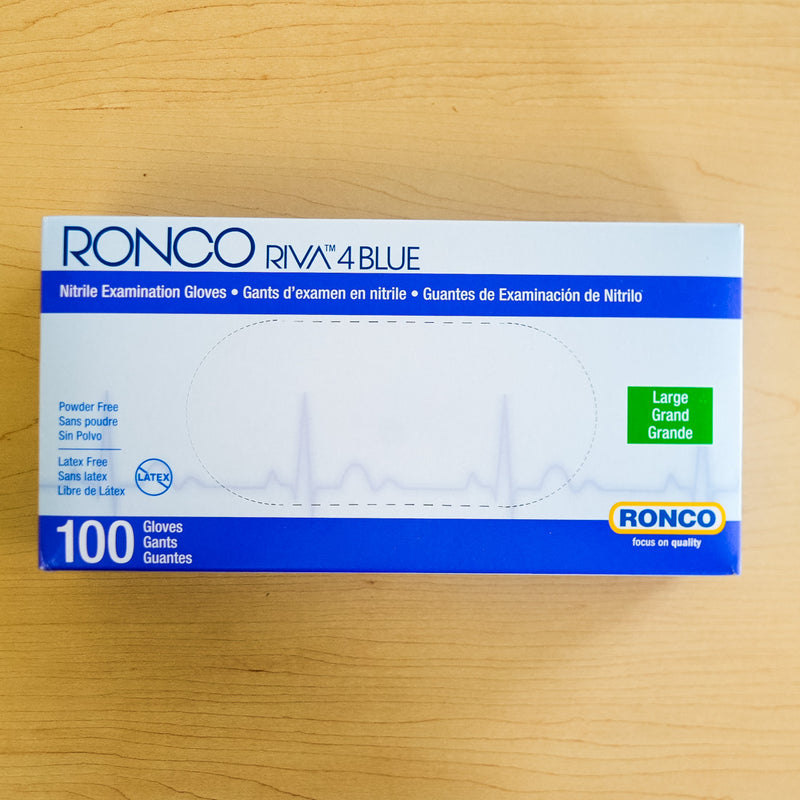 RONCO RIVA™ 4 BLUE
Nitrile Examination Gloves • Gants d'examen en nitrile • Guantes de Examinación de Nitrilo
Powder Free
Sans poudre
Sin Polvo
Latex Free
Sans latex
Libre de Látex
LATEX
Large
Grand
Grande
100 Gloves
Gants
Guantes
RONCO
focus on quality